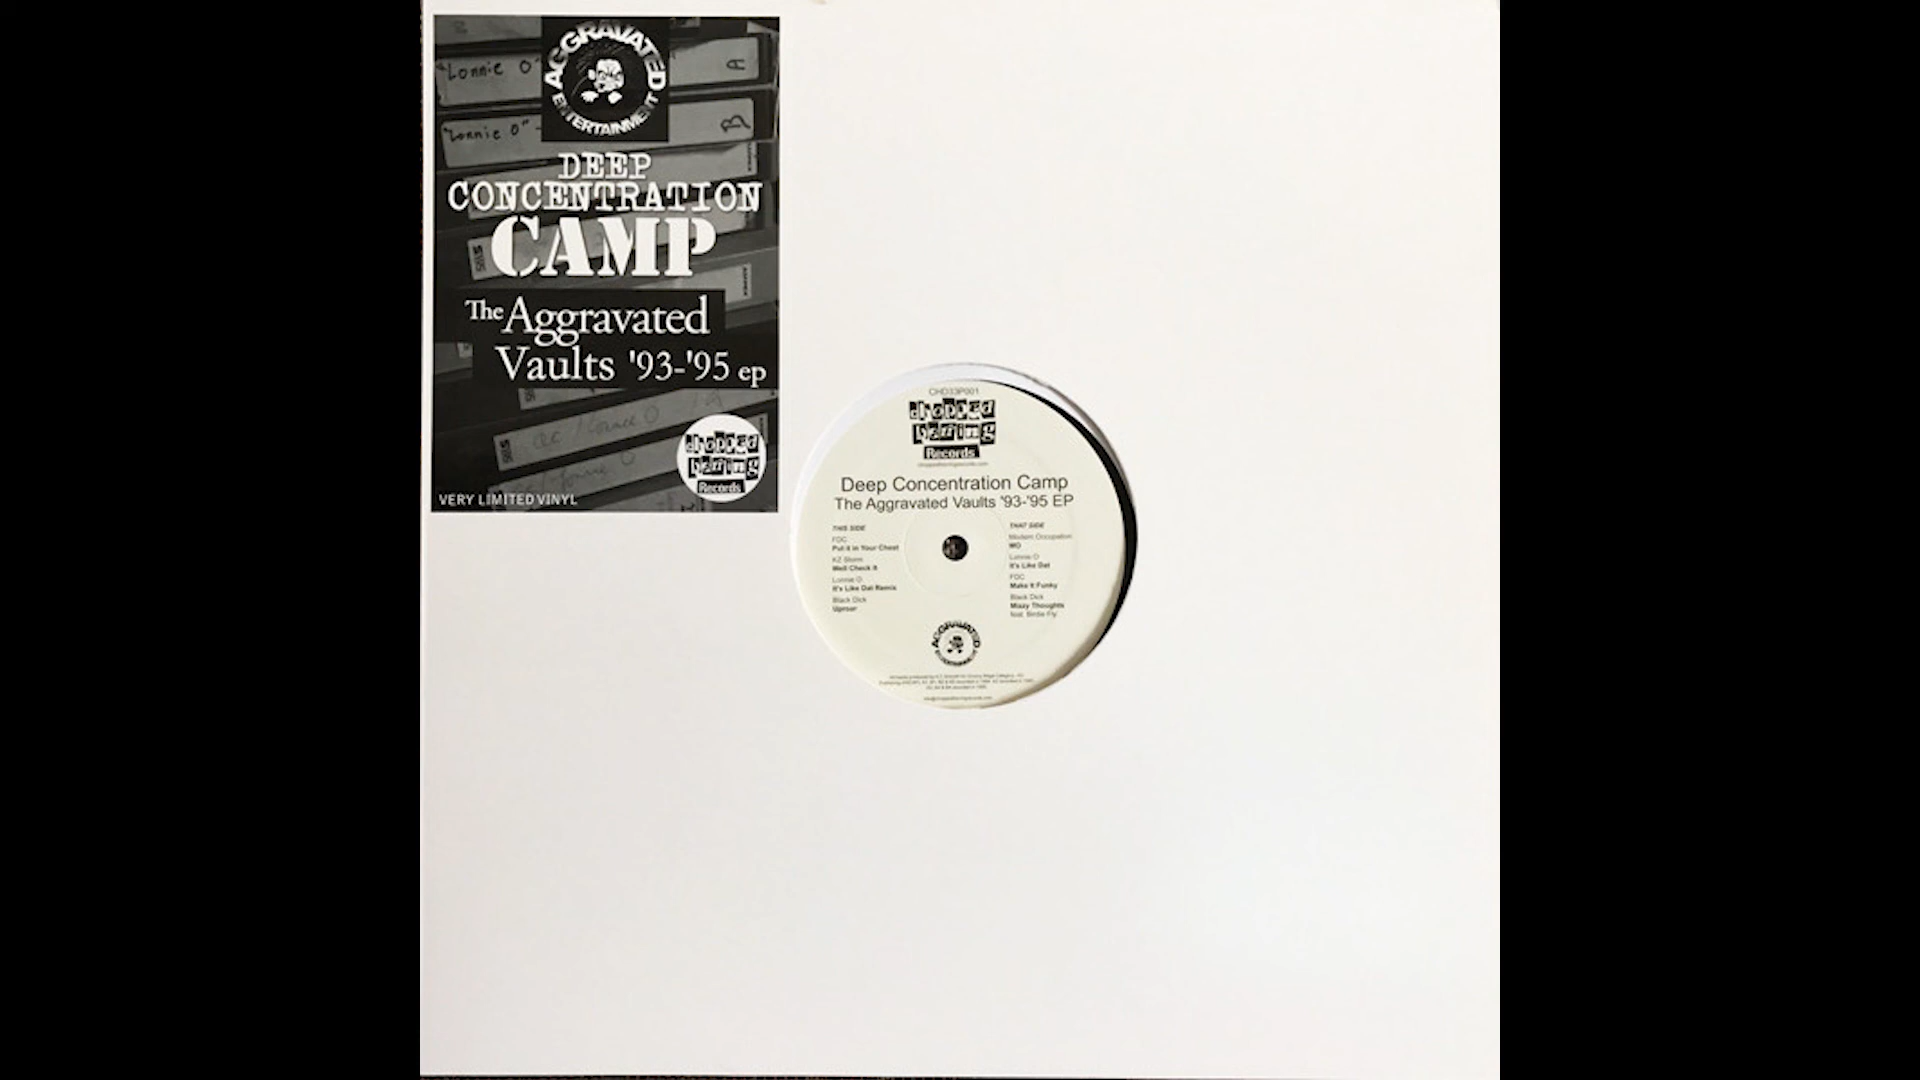 "Lonnie O"
A
"Lonnie O" -
B
AGGRAVATED
ENTERTAINMENT
DEEP
CONCENTRATION
CAMP
The Aggravated
Vaults '93-'95 ep
dropped
herring
Records
VERY LIMITED VINYL
CHD33P001
dropped
herring
Records
Deep Concentration Camp
The Aggravated Vaults '93-'95 EP
THIS SIDE
FDC
Put it in Your Chest
KZ Storm
Well Check It
Lonnie O
It's Like Dat Remix
Black Dick
Uproar
THAT SIDE
Modern Occupation
MO
Lonnie O
It's Like Dat
FDC
Make It Funky
Black Dick
Mizzy Thoughts
feat. Birdie Fly
AGGRAVATED
ENTERTAINMENT